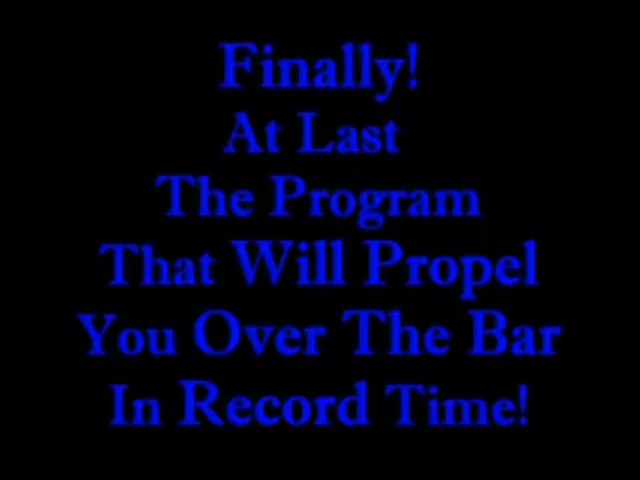 Finally!
At Last
The Program
That Will Propel
You Over The Bar
In Record Time!